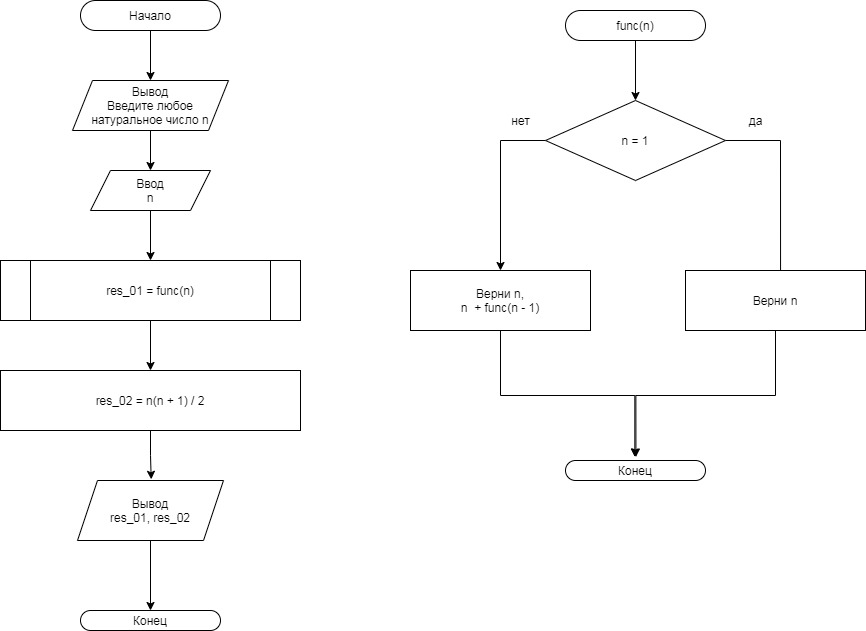 Начало
Вывод
Введите любое
натуральное число n
Ввод
n
res_01 = func(n)
res_02 = n(n + 1) / 2
Вывод
res_01, res_02
Конец
func(n)
нет
да
n = 1
Верни n,
n + func(n - 1)
Верни n
Конец